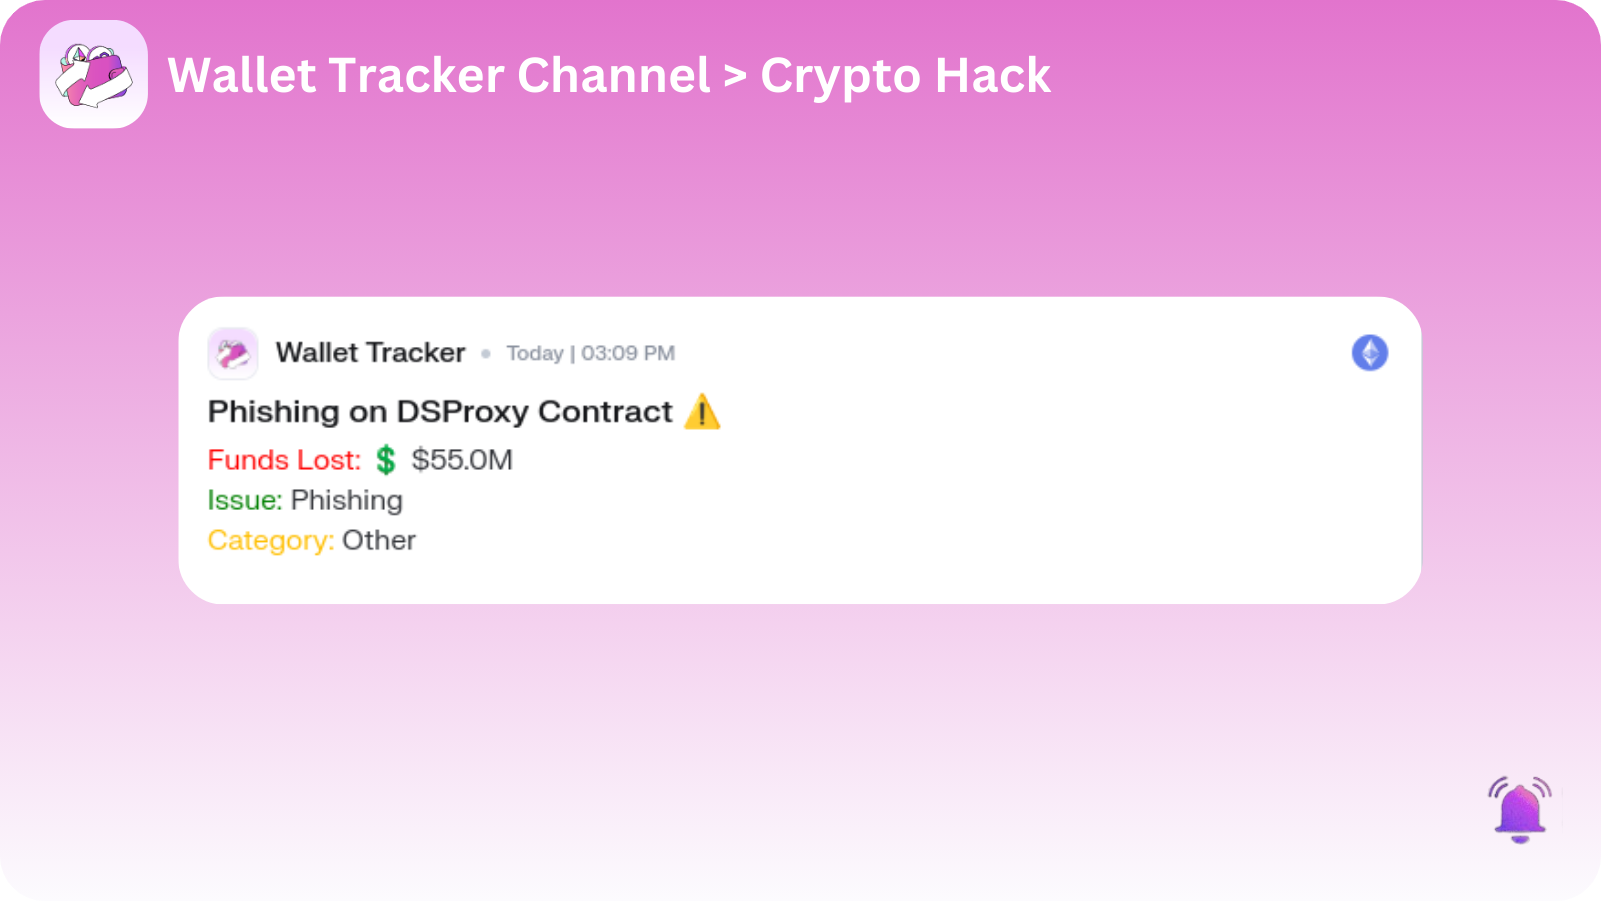 Wallet Tracker Channel > Crypto Hack
Wallet Tracker • Today | 03:09 PM
Phishing on DSProxy Contract ⚠️
Funds Lost: 💲 $55.0M
Issue: Phishing
Category: Other